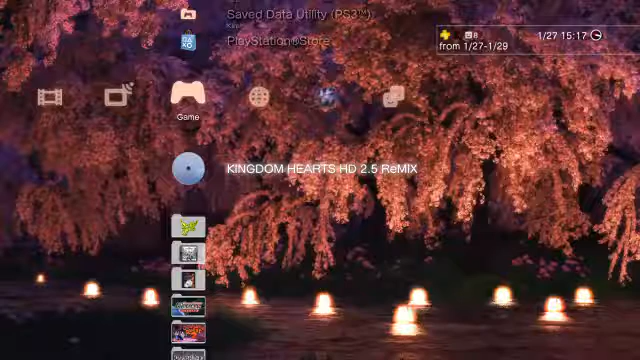 Saved Data Utility (PS3™)
PlayStation®Store
8
1/27 15:17
from 1/27-1/29
Game
KINGDOM HEARTS HD 2.5 ReMIX